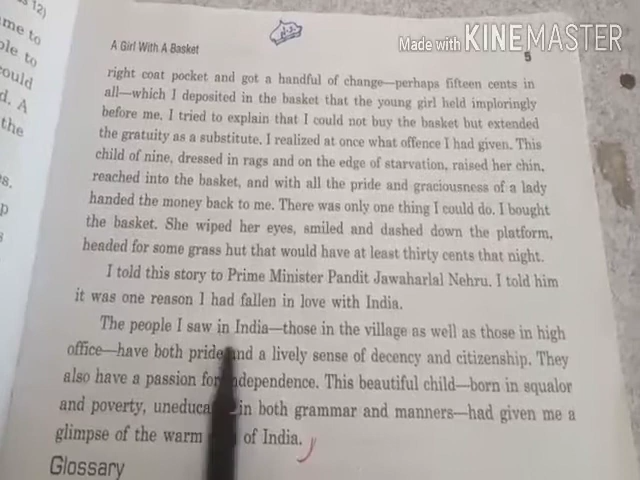 Made with KINEMASTER
A Girl With A Basket
5
right coat pocket and got a handful of change—perhaps fifteen cents in
all—which I deposited in the basket that the young girl held imploringly
before me. I tried to explain that I could not buy the basket but extended
the gratuity as a substitute. I realized at once what offence I had given. This
child of nine, dressed in rags and on the edge of starvation, raised her chin,
reached into the basket, and with all the pride and graciousness of a lady
handed the money back to me. There was only one thing I could do. I bought
the basket. She wiped her eyes, smiled and dashed down the platform,
headed for some grass hut that would have at least thirty cents that night.
I told this story to Prime Minister Pandit Jawaharlal Nehru. I told him
it was one reason I had fallen in love with India.
The people I saw in India—those in the village as well as those in high
office—have both pride and a lively sense of decency and citizenship. They
also have a passion for independence. This beautiful child—born in squalor
and poverty, in both grammar and manners—had given me a
glimpse of the warm of India.
Glossary
12)
me to
ple to
could
d. A
the
es.
p
s